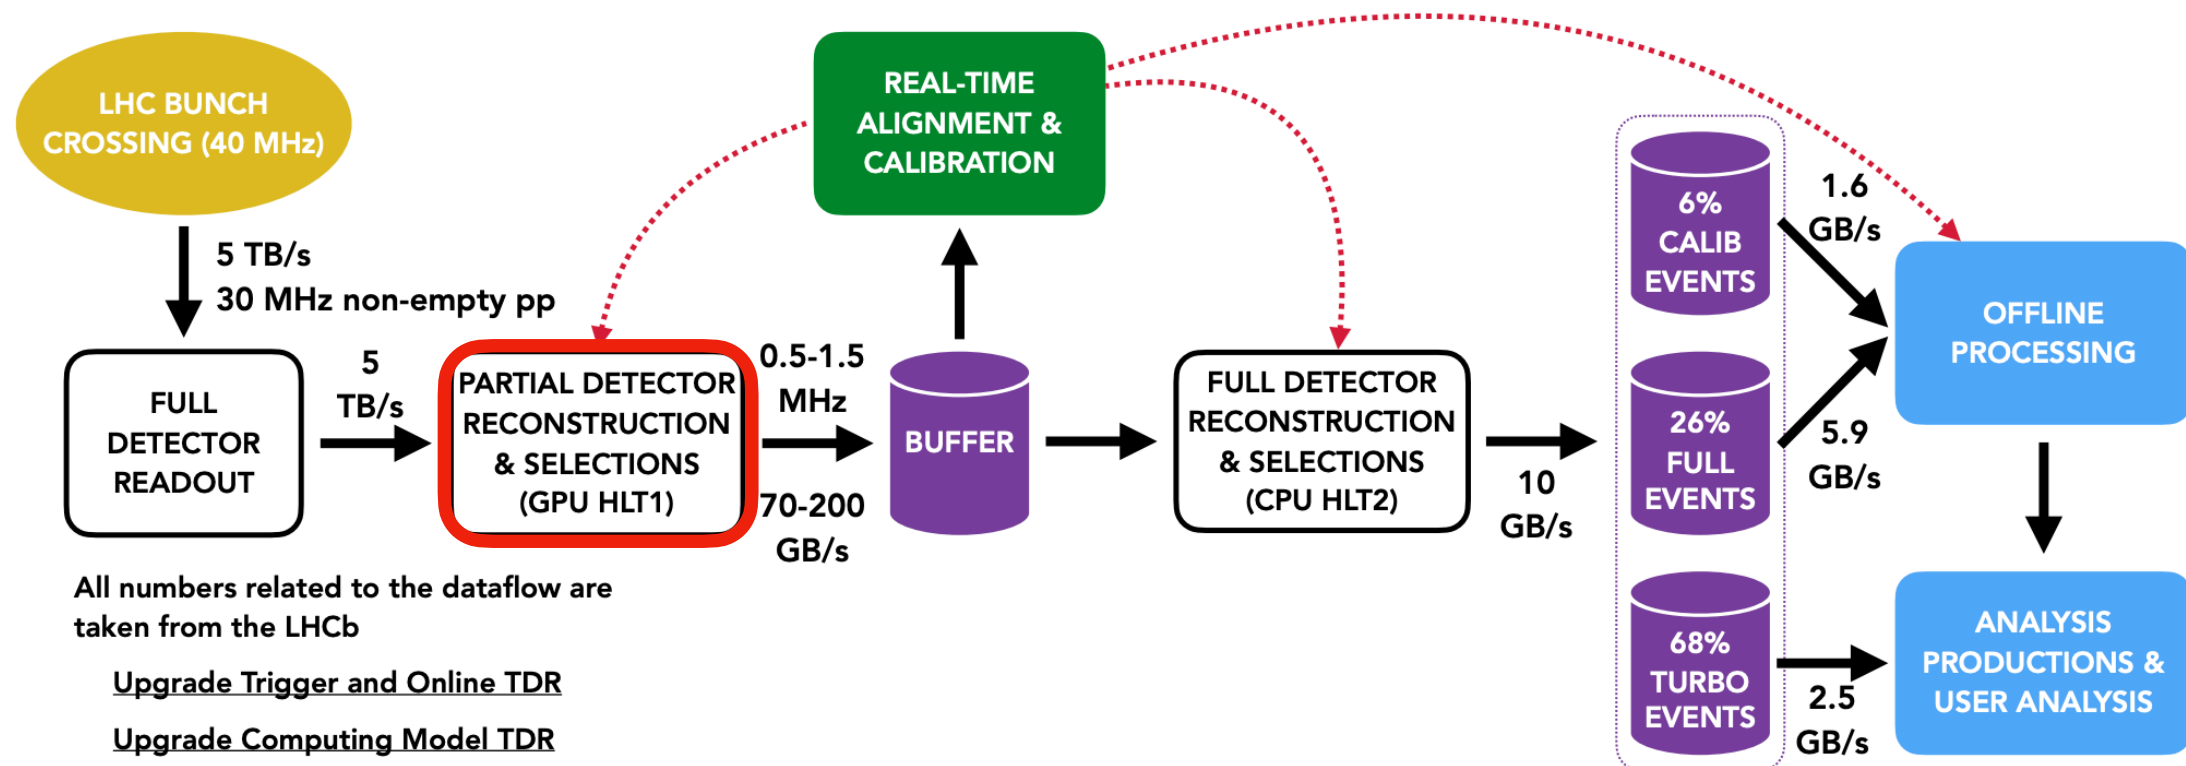 LHC BUNCH
CROSSING (40 MHz)
5 TB/s
30 MHz non-empty pp
FULL
DETECTOR
READOUT
5
TB/s
PARTIAL DETECTOR
RECONSTRUCTION
& SELECTIONS
(GPU HLT1)
0.5-1.5
MHz
70-200
GB/s
REAL-TIME
ALIGNMENT &
CALIBRATION
BUFFER
FULL DETECTOR
RECONSTRUCTION
& SELECTIONS
(CPU HLT2)
10
GB/s
6%
CALIB
EVENTS
1.6
GB/s
26%
FULL
EVENTS
5.9
GB/s
68%
TURBO
EVENTS
2.5
GB/s
OFFLINE
PROCESSING
ANALYSIS
PRODUCTIONS &
USER ANALYSIS
All numbers related to the dataflow are
taken from the LHCb
Upgrade Trigger and Online TDR
Upgrade Computing Model TDR